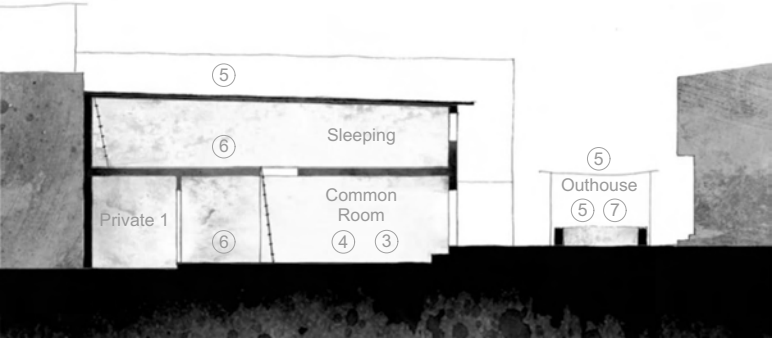 ⑤
⑥
Sleeping
⑤
Outhouse
⑤ ⑦
Private 1
⑥
Common
Room
④ ③